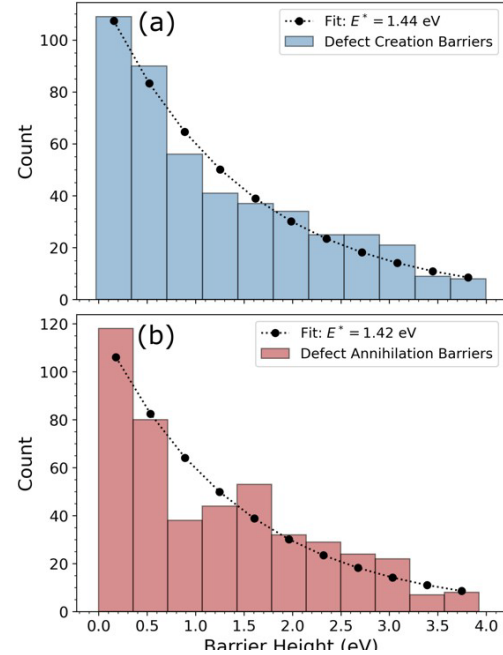 (a)
Fit: E* = 1.44 eV
Defect Creation Barriers
100
80
60
40
20
0
Count
(b)
Fit: E* = 1.42 eV
Defect Annihilation Barriers
120
100
80
60
40
20
0
Count
0.0 0.5 1.0 1.5 2.0 2.5 3.0 3.5 4.0
Barrier Height (eV)